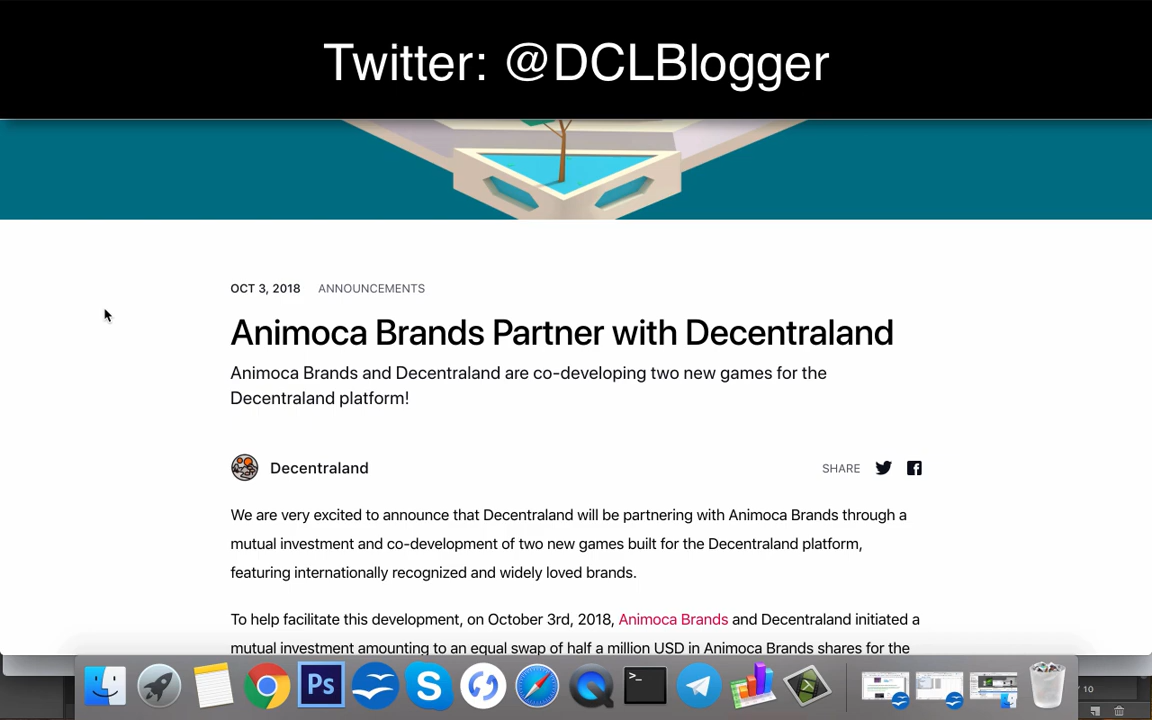 Twitter: @DCLBlogger
OCT 3, 2018 ANNOUNCEMENTS
Animoca Brands Partner with Decentraland
Animoca Brands and Decentraland are co-developing two new games for the
Decentraland platform!
Decentraland SHARE
We are very excited to announce that Decentraland will be partnering with Animoca Brands through a
mutual investment and co-development of two new games built for the Decentraland platform,
featuring internationally recognized and widely loved brands.
To help facilitate this development, on October 3rd, 2018, Animoca Brands and Decentraland initiated a
mutual investment amounting to an equal swap of half a million USD in Animoca Brands shares for the
Ps
S
>_
/ 10